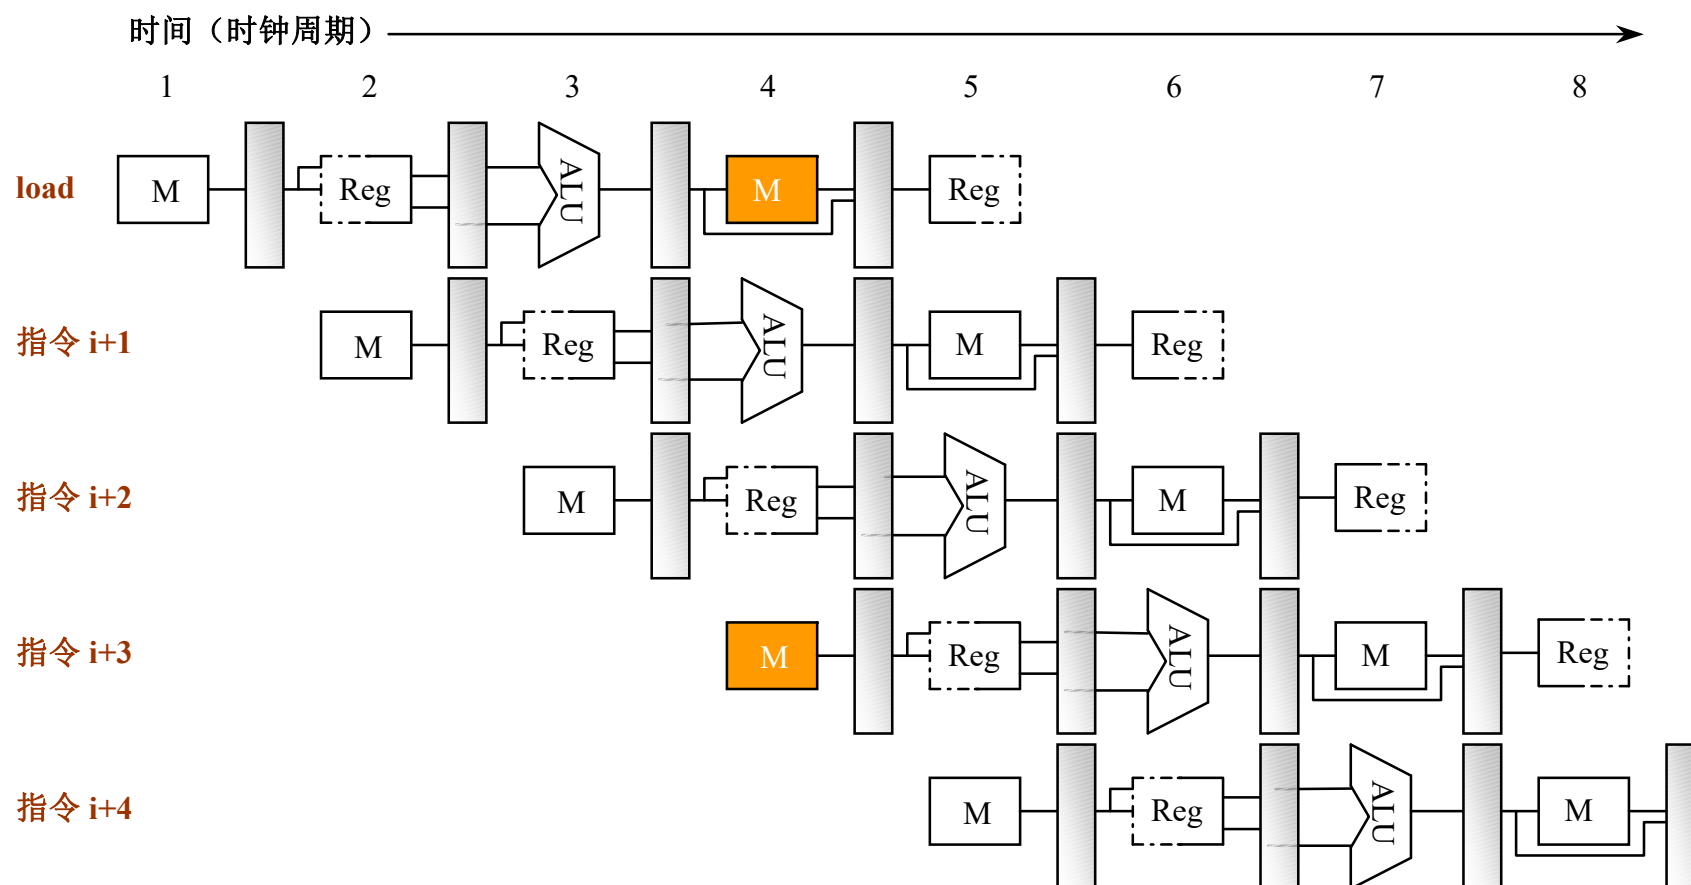 时间（时钟周期）
1 2 3 4 5 6 7 8
load M Reg ALU M Reg
指令 i+1 M Reg ALU M Reg
指令 i+2 M Reg ALU M Reg
指令 i+3 M Reg ALU M Reg
指令 i+4 M Reg ALU M